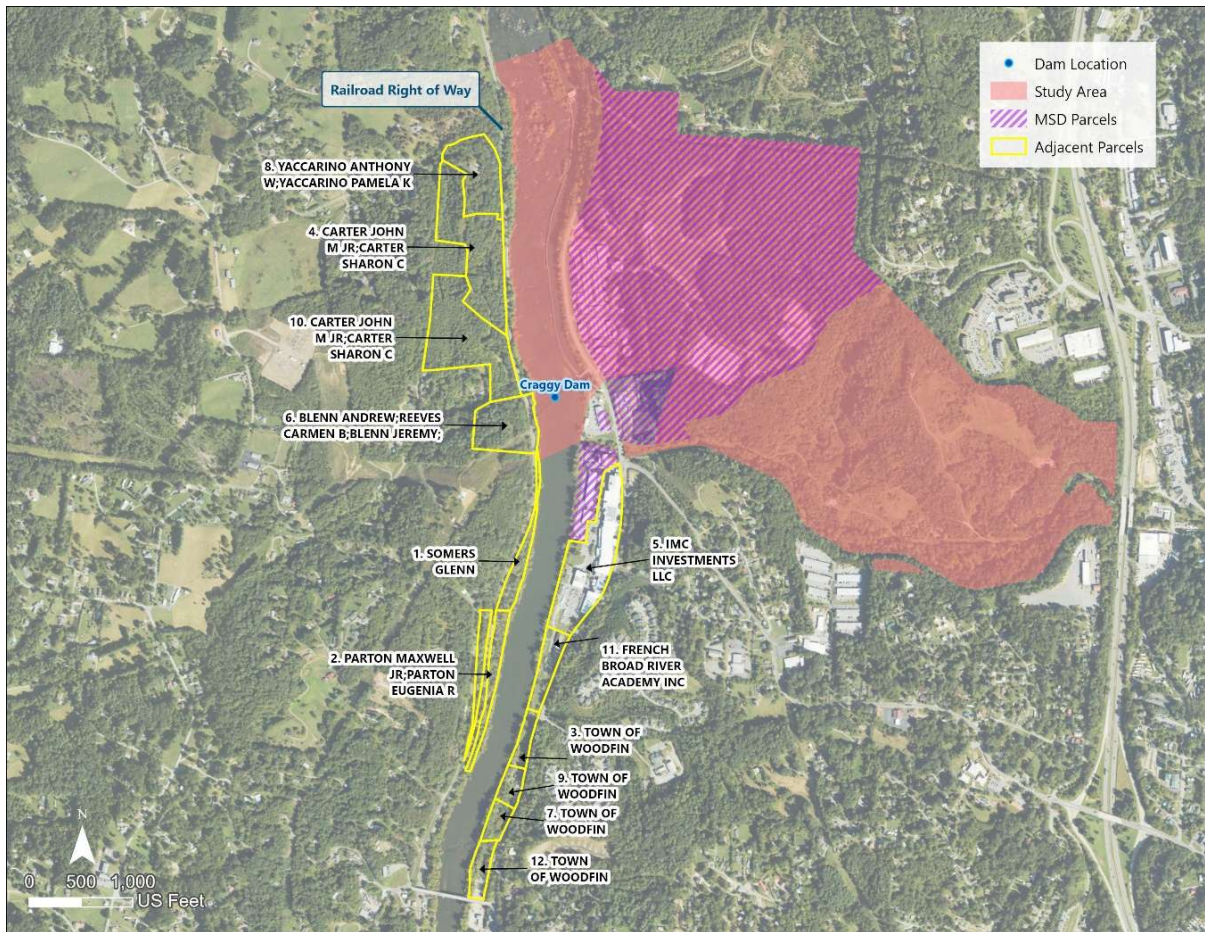 Dam Location
Study Area
MSD Parcels
Adjacent Parcels
Railroad Right of Way
8. YACCARINO ANTHONY
W;YACCARINO PAMELA K
4. CARTER JOHN
M JR;CARTER
SHARON C
10. CARTER JOHN
M JR;CARTER
SHARON C
Craggy Dam
6. BLENN ANDREW;REEVES
CARMEN B;BLENN JEREMY;
1. SOMERS
GLENN
5. IMC
INVESTMENTS
LLC
2. PARTON MAXWELL
JR;PARTON
EUGENIA R
11. FRENCH
BROAD RIVER
ACADEMY INC
3. TOWN OF
WOODFIN
9. TOWN OF
WOODFIN
7. TOWN OF
WOODFIN
12. TOWN
OF WOODFIN
N
0 500 1,000
US Feet